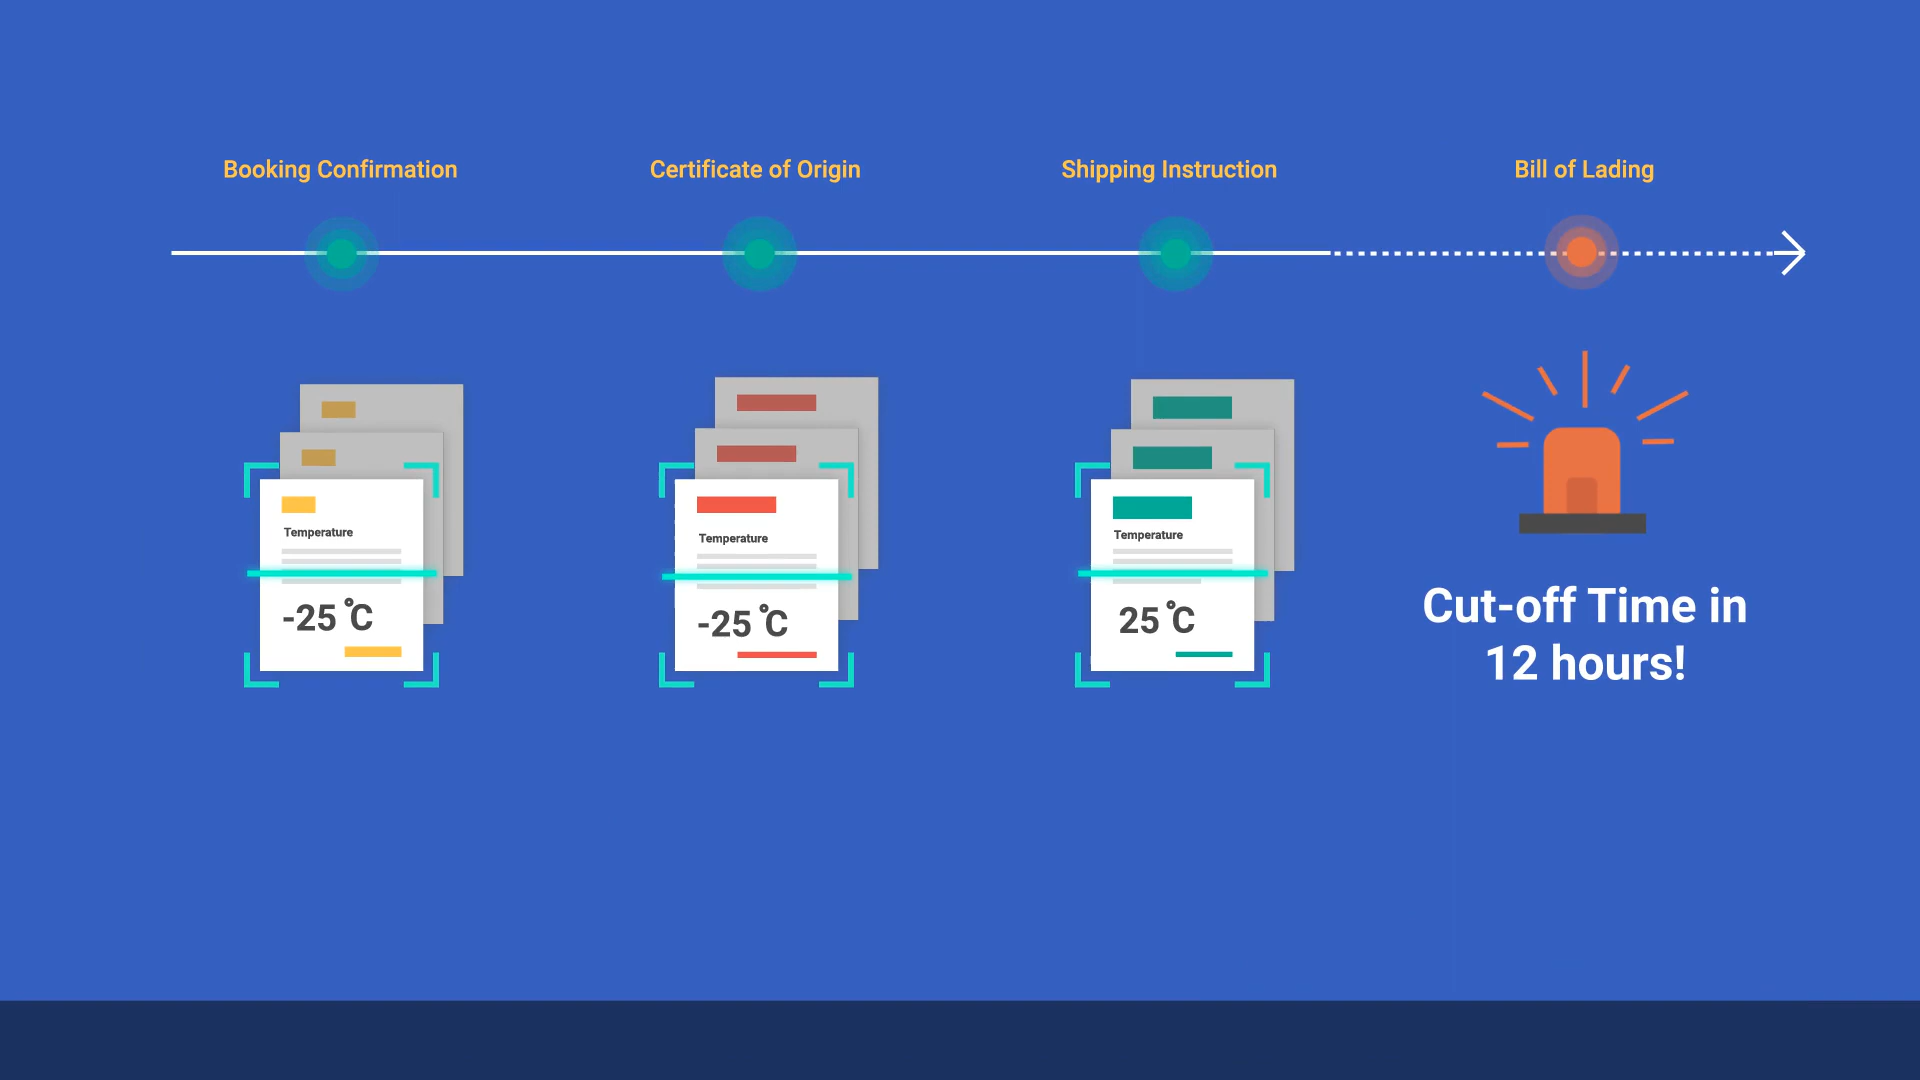 Booking Confirmation
Certificate of Origin
Shipping Instruction
Bill of Lading
Temperature
-25 °C
Temperature
-25 °C
Temperature
25 °C
Cut-off Time in
12 hours!